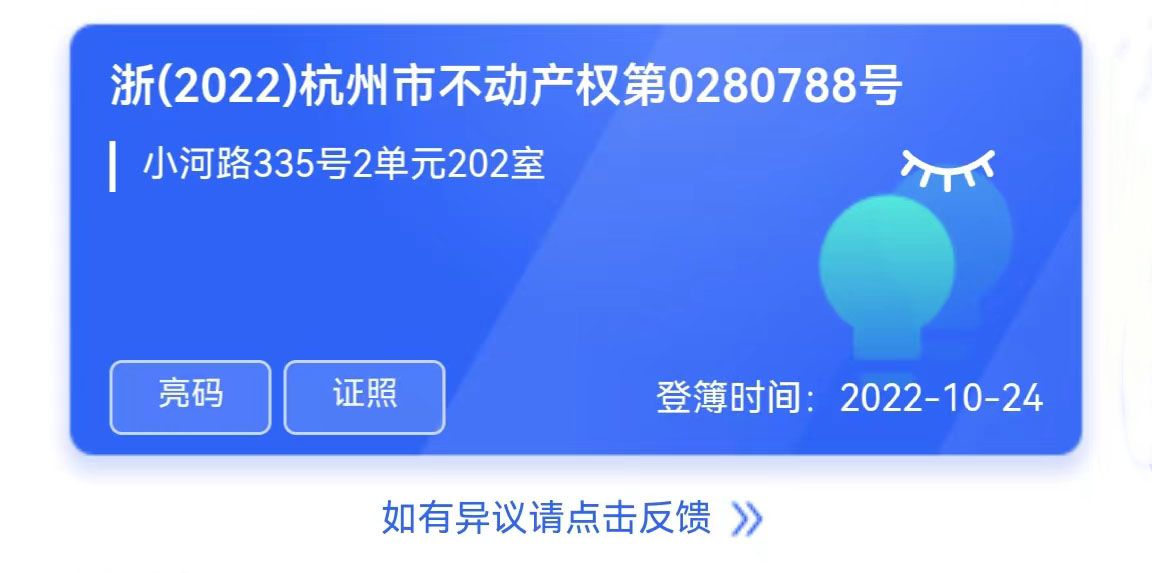 浙(2022)杭州市不动产权第0280788号
小河路335号2单元202室
亮码 证照 登簿时间：2022-10-24
如有异议请点击反馈